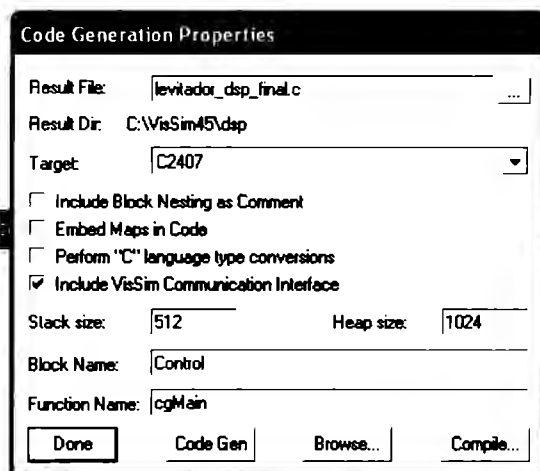 Code Generation Properties
Result File: levitador_dsp_final.c ...
Result Dir: C:\VisSim45\dsp
Target: C2407
Include Block Nesting as Comment
Embed Maps in Code
Perform "C" language type conversions
Include VisSim Communication Interface
Stack size: 512 Heap size: 1024
Block Name: Control
Function Name: cgMain
Done Code Gen Browse... Compile...